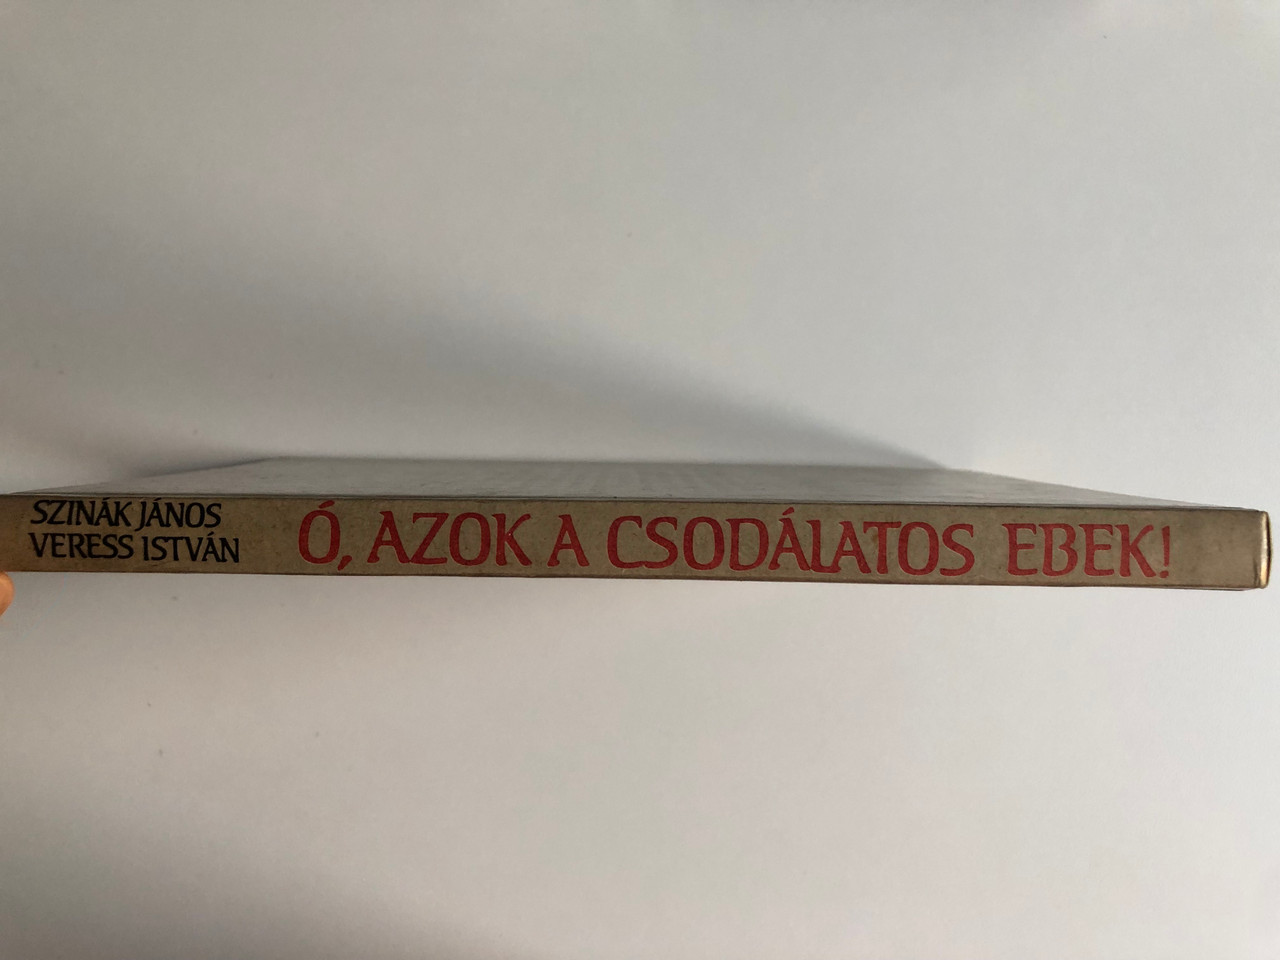 SZINÁK JÁNOS
VERESS ISTVÁN
Ó, AZOK A CSODÁLATOS EBEK!